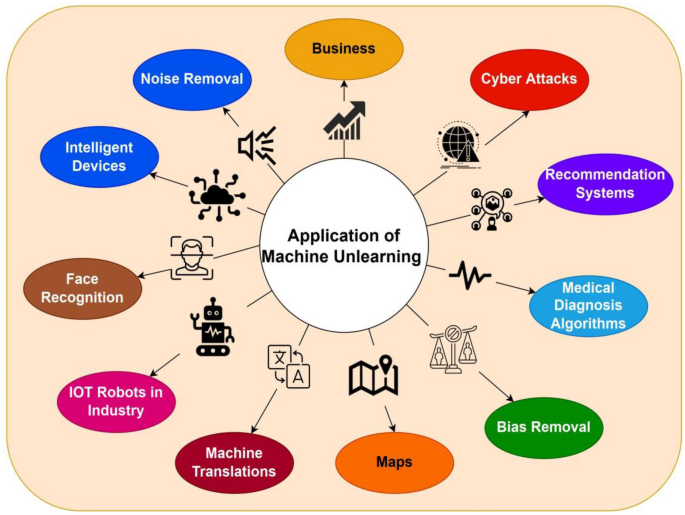 Business
Noise Removal
Cyber Attacks
Intelligent
Devices
Recommendation
Systems
Application of
Machine Unlearning
Face
Recognition
Medical
Diagnosis
Algorithms
IOT Robots in
Industry
Bias Removal
Machine
Translations
Maps
文
A